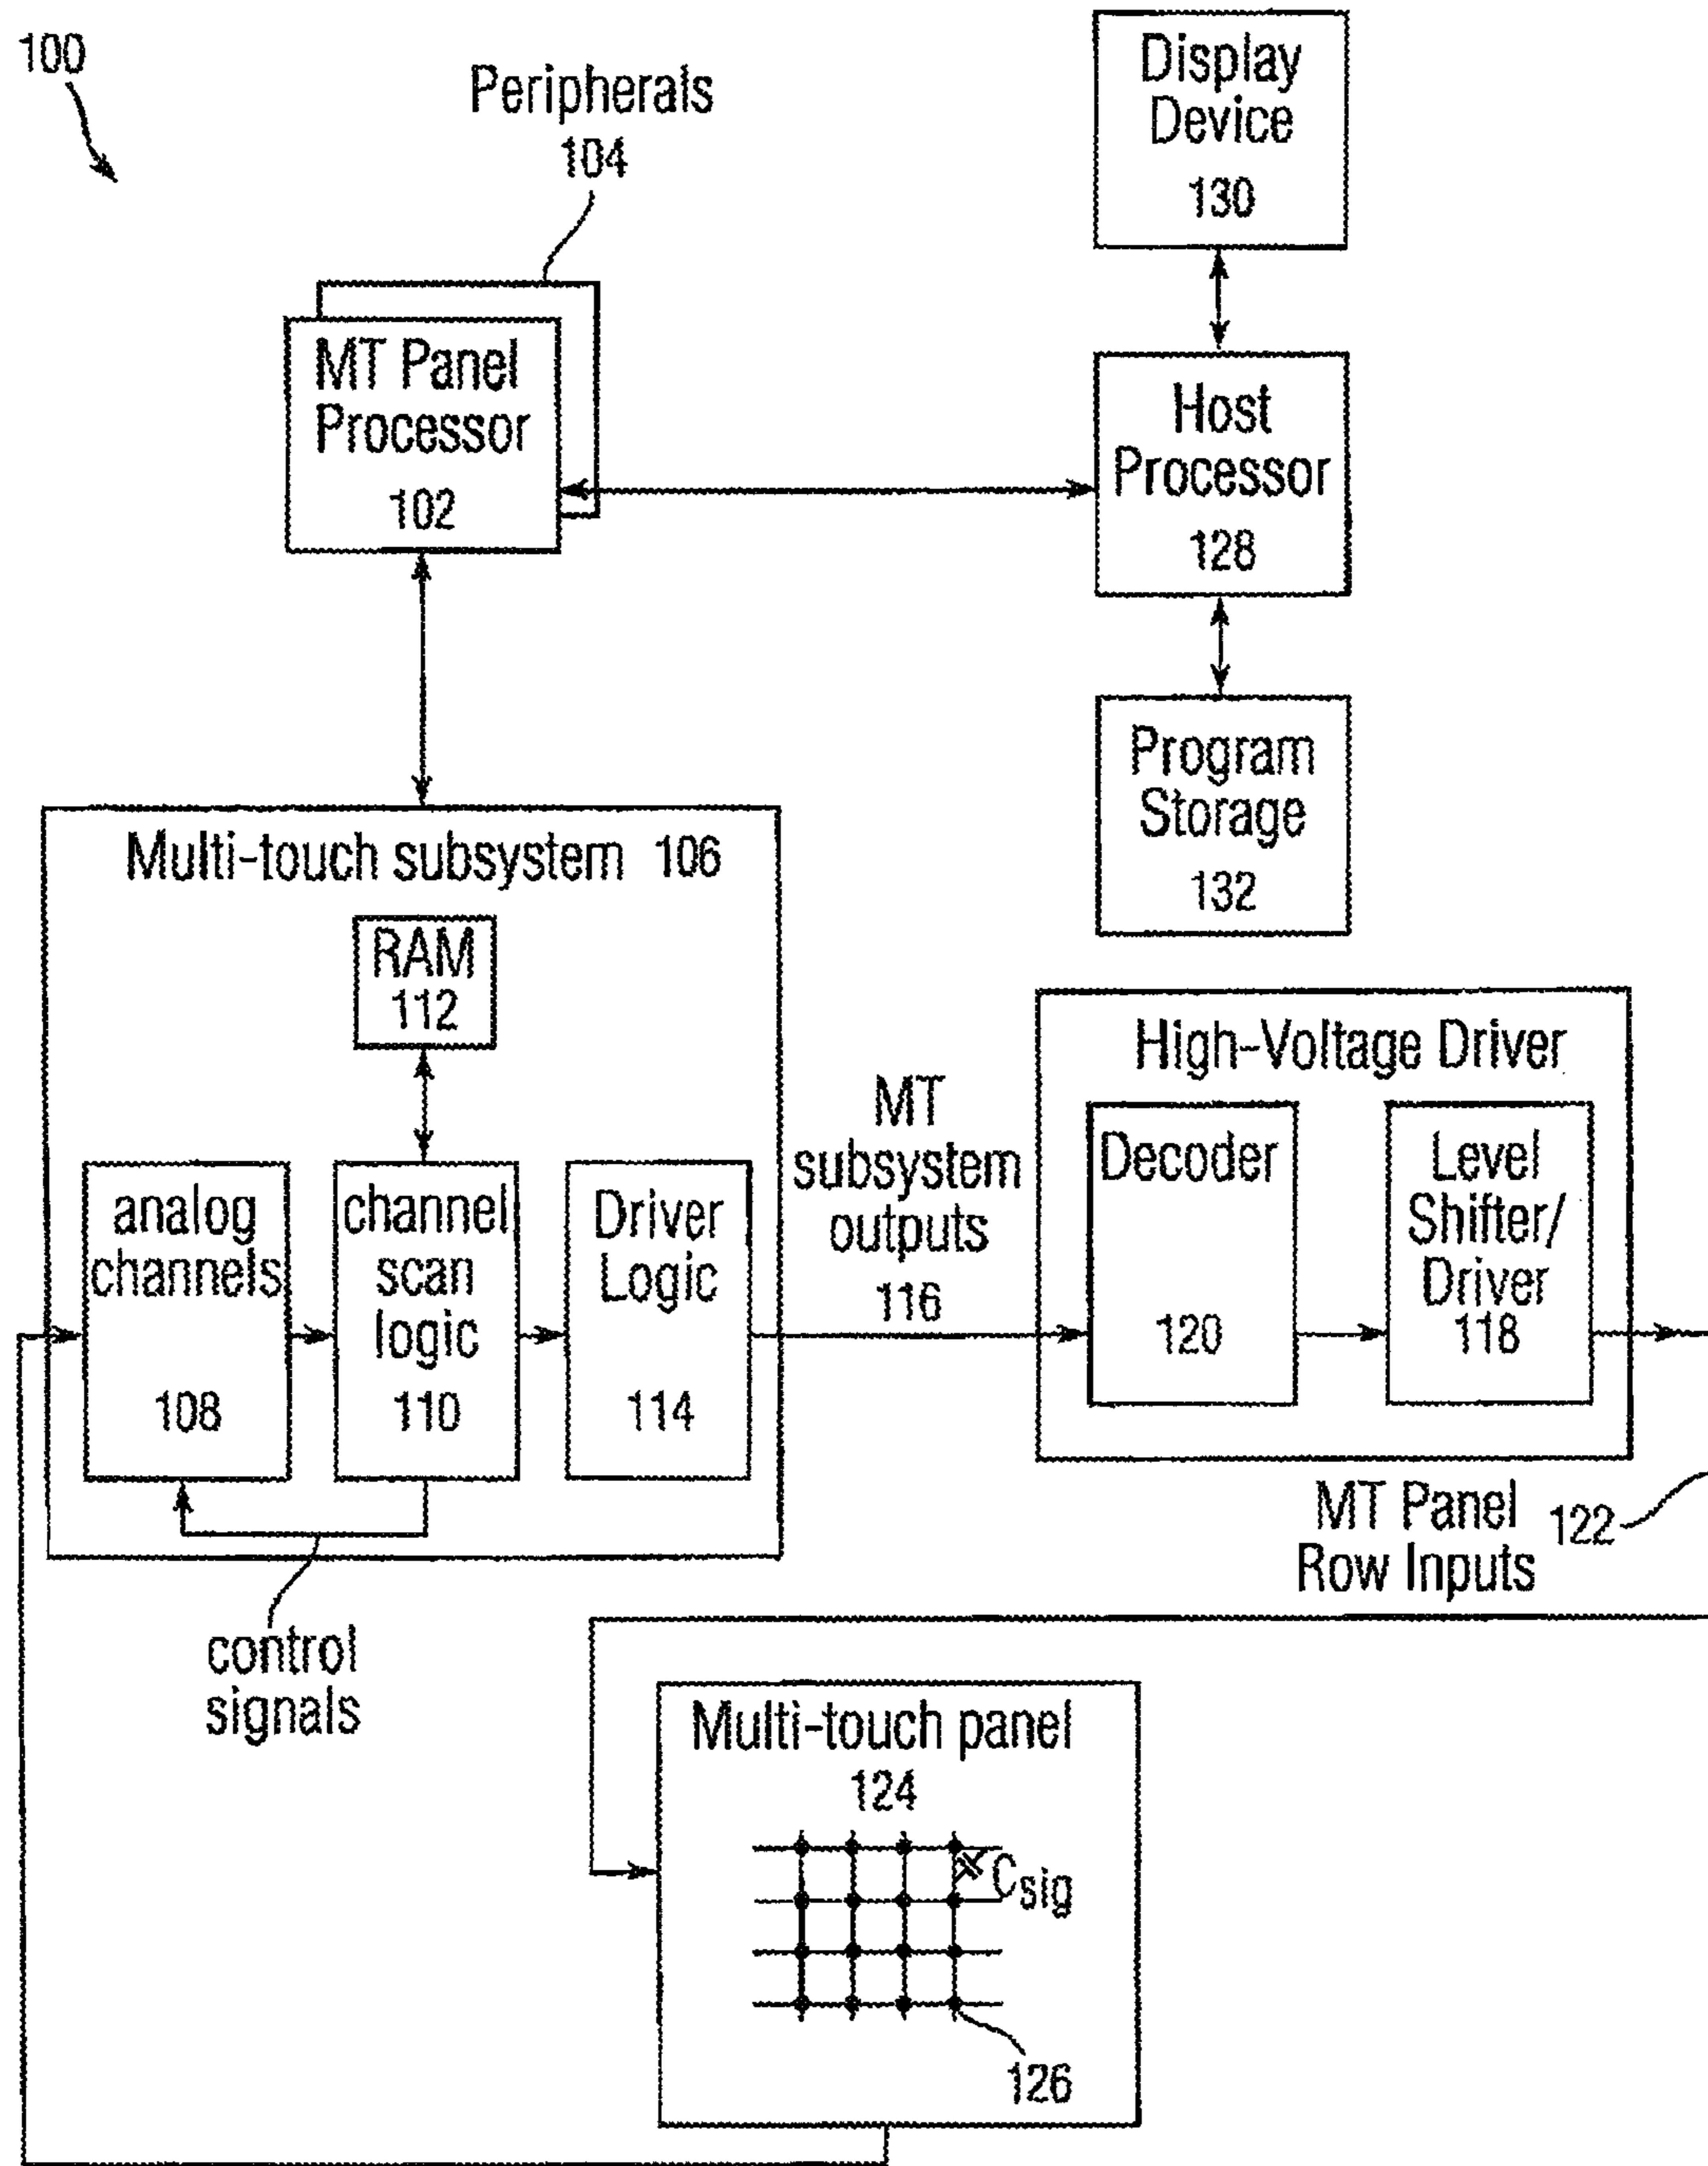 100
Peripherals
104
Display
Device
130
MT Panel
Processor
102
Host
Processor
128
Program
Storage
132
Multi-touch subsystem 106
RAM
112
analog
channels
108
channel
scan
logic
110
Driver
Logic
114
MT
subsystem
outputs
116
High-Voltage Driver
Decoder
120
Level
Shifter/
Driver
118
MT Panel
Row Inputs
122
control
signals
Multi-touch panel
124
Csig
126